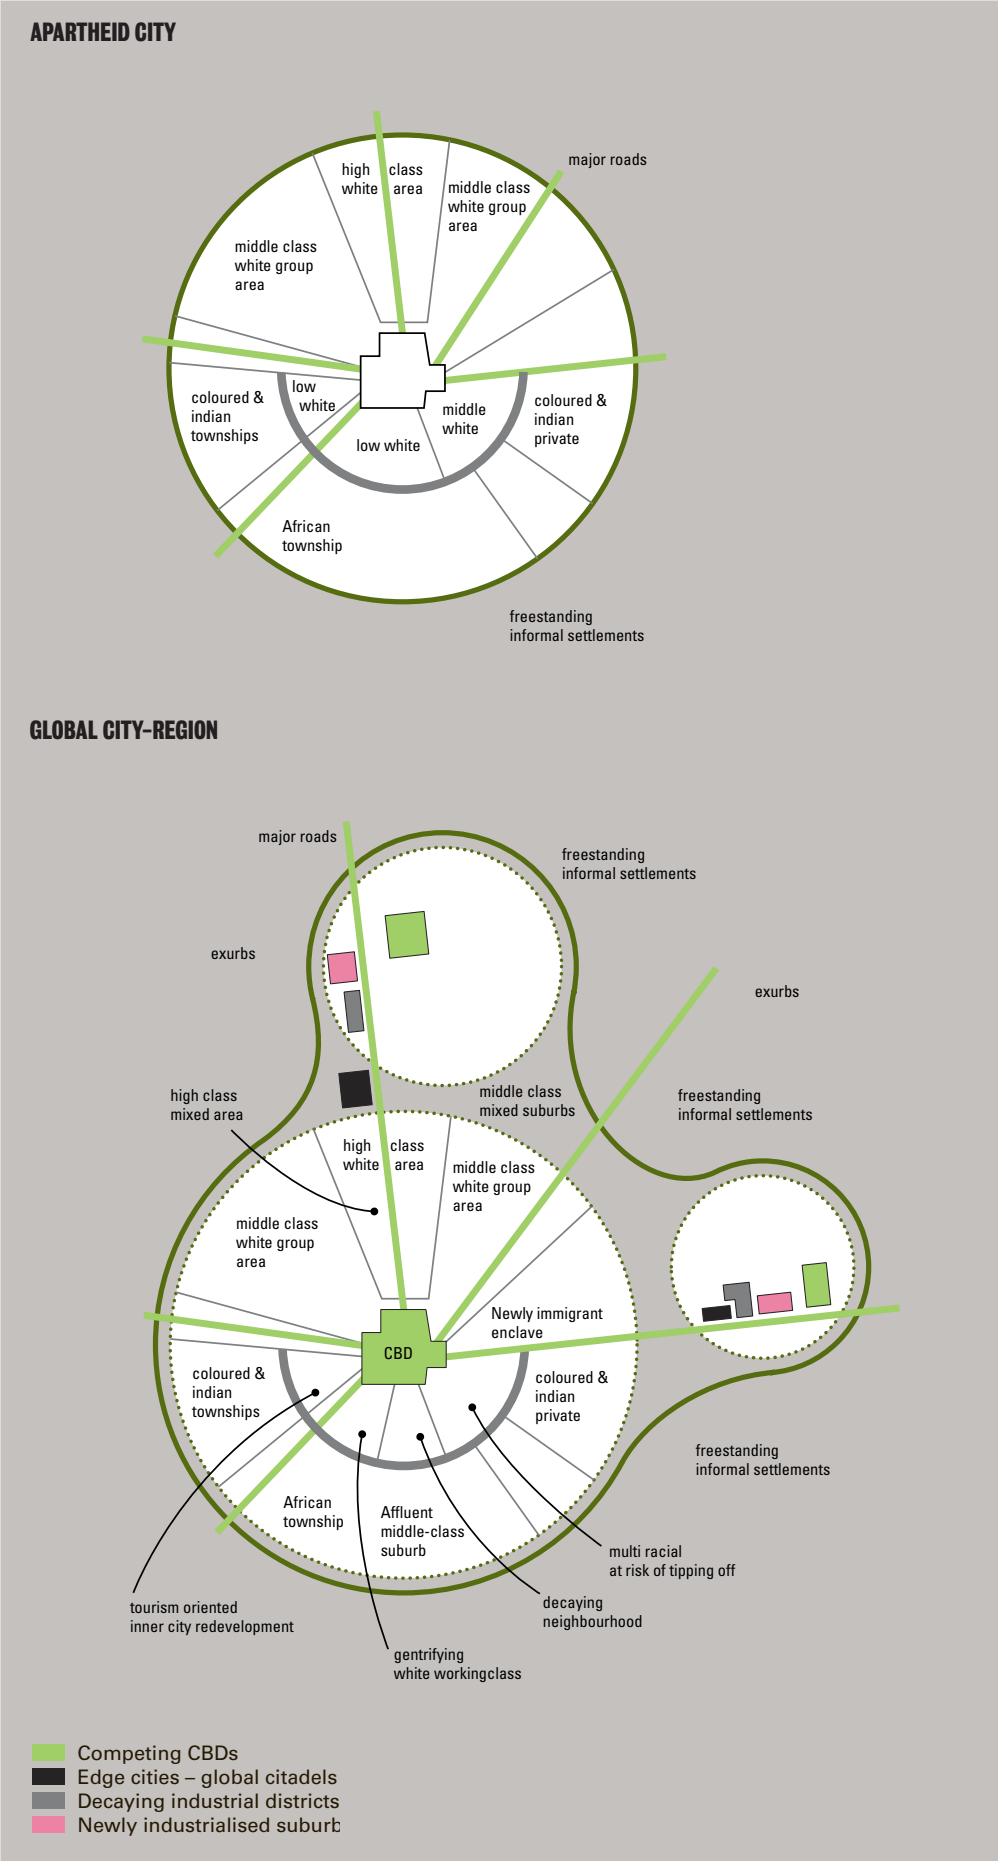 APARTHEID CITY
major roads
high class
white area
middle class
white group
area
middle class
white group
area
coloured &
indian
townships
low
white
low white
middle
white
coloured &
indian
private
African
township
freestanding
informal settlements
GLOBAL CITY-REGION
major roads
freestanding
informal settlements
exurbs
exurbs
high class
mixed area
middle class
mixed suburbs
freestanding
informal settlements
high class
white area
middle class
white group
area
middle class
white group
area
Newly immigrant
enclave
CBD
coloured &
indian
townships
coloured &
indian
private
freestanding
informal settlements
African
township
Affluent
middle-class
suburb
multi racial
at risk of tipping off
tourism oriented
inner city redevelopment
decaying
neighbourhood
gentrifying
white workingclass
Competing CBDs
Edge cities – global citadels
Decaying industrial districts
Newly industrialised suburb